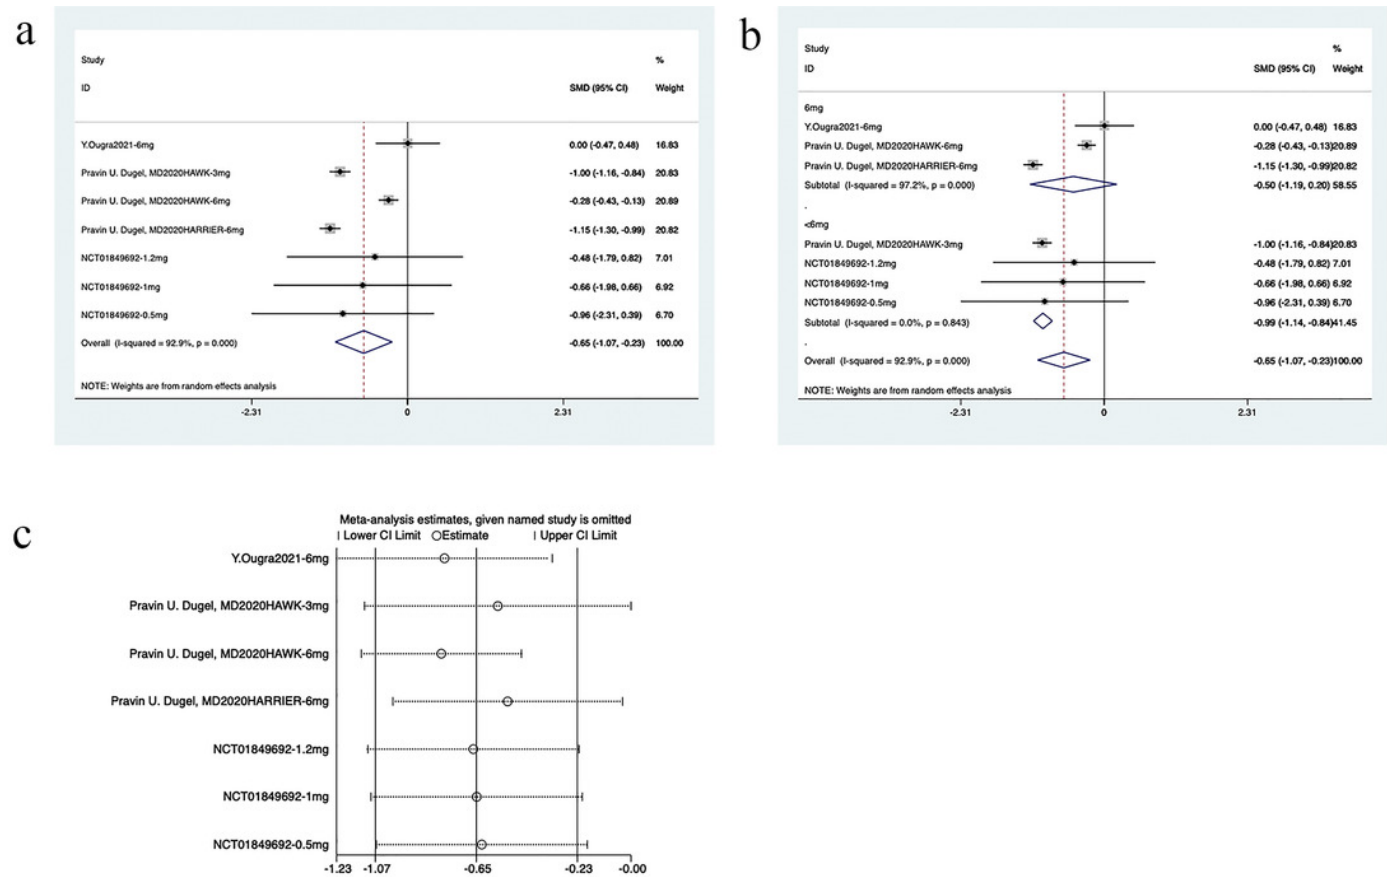 a
Study %
ID SMD (95% CI) Weight
Y.Ougra2021-6mg 0.00 (-0.47, 0.48) 16.83
Pravin U. Dugel, MD2020HAWK-3mg -1.00 (-1.16, -0.84) 20.83
Pravin U. Dugel, MD2020HAWK-6mg -0.28 (-0.43, -0.13) 20.89
Pravin U. Dugel, MD2020HARRIER-6mg -1.15 (-1.30, -0.99) 20.82
NCT01849692-1.2mg -0.48 (-1.79, 0.82) 7.01
NCT01849692-1mg -0.66 (-1.98, 0.66) 6.92
NCT01849692-0.5mg -0.96 (-2.31, 0.39) 6.70
Overall (I-squared = 92.9%, p = 0.000) -0.65 (-1.07, -0.23) 100.00
NOTE: Weights are from random effects analysis
-2.31 0 2.31
b
Study %
ID SMD (95% CI) Weight
6mg
Y.Ougra2021-6mg 0.00 (-0.47, 0.48) 16.83
Pravin U. Dugel, MD2020HAWK-6mg -0.28 (-0.43, -0.13)20.89
Pravin U. Dugel, MD2020HARRIER-6mg -1.15 (-1.30, -0.99)20.82
Subtotal (I-squared = 97.2%, p = 0.000) -0.50 (-1.19, 0.20) 58.55
.
<6mg
Pravin U. Dugel, MD2020HAWK-3mg -1.00 (-1.16, -0.84)20.83
NCT01849692-1.2mg -0.48 (-1.79, 0.82) 7.01
NCT01849692-1mg -0.66 (-1.98, 0.66) 6.92
NCT01849692-0.5mg -0.96 (-2.31, 0.39) 6.70
Subtotal (I-squared = 0.0%, p = 0.843) -0.99 (-1.14, -0.84)41.45
.
Overall (I-squared = 92.9%, p = 0.000) -0.65 (-1.07, -0.23)100.00
NOTE: Weights are from random effects analysis
-2.31 0 2.31
c
Meta-analysis estimates, given named study is omitted
Lower CI Limit Estimate Upper CI Limit
Y.Ougra2021-6mg
Pravin U. Dugel, MD2020HAWK-3mg
Pravin U. Dugel, MD2020HAWK-6mg
Pravin U. Dugel, MD2020HARRIER-6mg
NCT01849692-1.2mg
NCT01849692-1mg
NCT01849692-0.5mg
-1.23 -1.07 -0.65 -0.23 -0.00